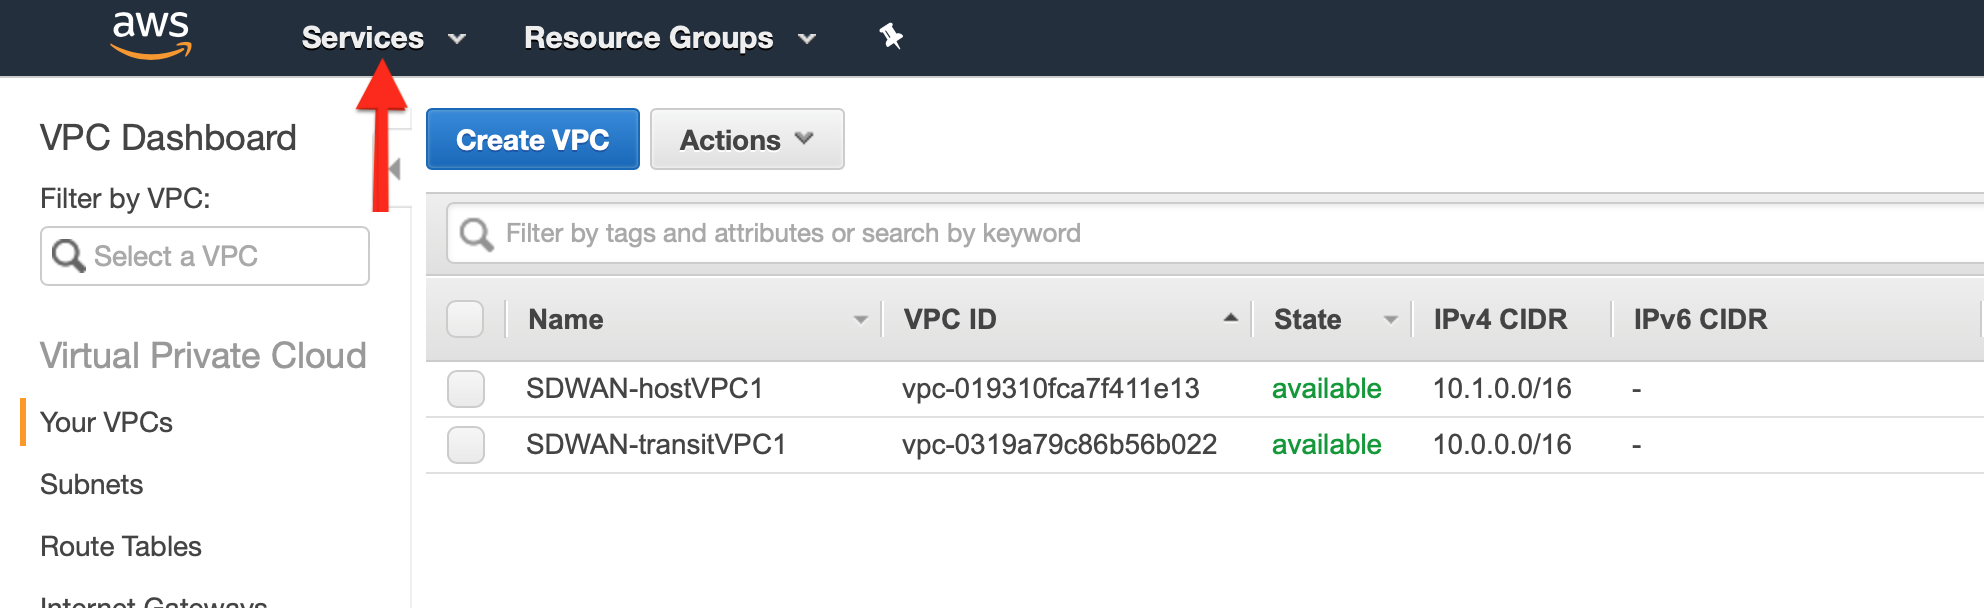 aws Services Resource Groups
VPC Dashboard
Filter by VPC:
Select a VPC
Virtual Private Cloud
Your VPCs
Subnets
Route Tables
Internet Gateways
Create VPC Actions
Filter by tags and attributes or search by keyword
Name VPC ID State IPv4 CIDR IPv6 CIDR
SDWAN-hostVPC1 vpc-019310fca7f411e13 available 10.1.0.0/16 -
SDWAN-transitVPC1 vpc-0319a79c86b56b022 available 10.0.0.0/16 -